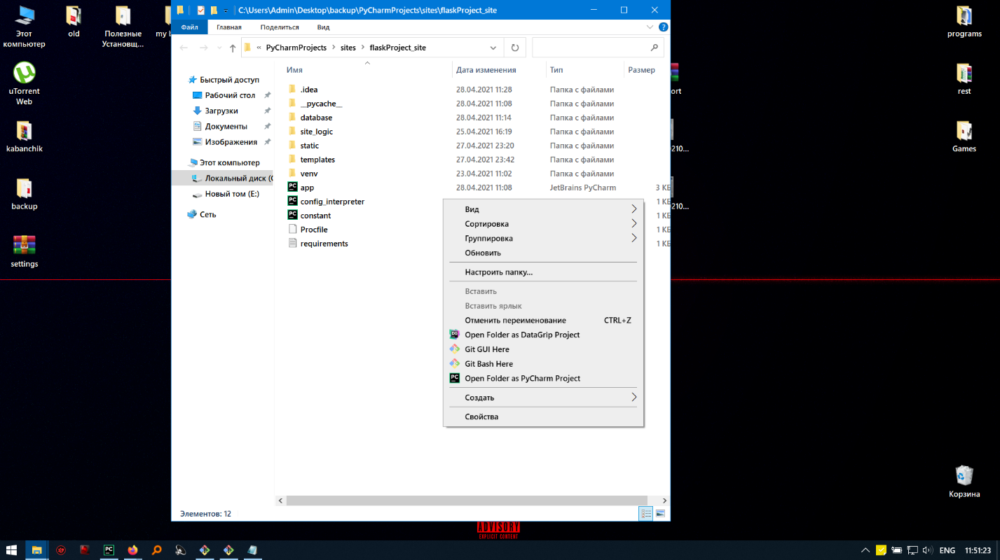 C:\Users\Admin\Desktop\backup\PyCharmProjects\sites\flaskProject_site
Файл Главная Поделиться Вид
« PyCharmProjects > sites > flaskProject_site
Имя Дата изменения Тип Размер
Быстрый доступ
Рабочий стол
Загрузки
Документы
Изображения
Этот компьютер
Локальный диск (C
Новый том (E:)
Сеть
.idea 28.04.2021 11:28 Папка с файлами
__pycache__ 28.04.2021 11:08 Папка с файлами
database 28.04.2021 11:14 Папка с файлами
site_logic 25.04.2021 16:19 Папка с файлами
static 27.04.2021 23:20 Папка с файлами
templates 27.04.2021 23:42 Папка с файлами
venv 23.04.2021 11:02 Папка с файлами
app 28.04.2021 11:08 JetBrains PyCharm 3 КБ
config_interpreter 1 КБ
constant 1 КБ
Procfile 1 КБ
requirements 1 КБ
Вид
Сортировка
Группировка
Обновить
Настроить папку...
Вставить
Вставить ярлык
Отменить переименование CTRL+Z
Open Folder as DataGrip Project
Git GUI Here
Git Bash Here
Open Folder as PyCharm Project
Создать
Свойства
Элементов: 12
Этот
компьютер
old
Полезные
Установщ...
my b
uTorrent
Web
kabanchik
backup
settings
programs
ort
rest
210...
Games
210...
Корзина
ADVISORY
EXPLICIT CONTENT
ENG 11:51:23